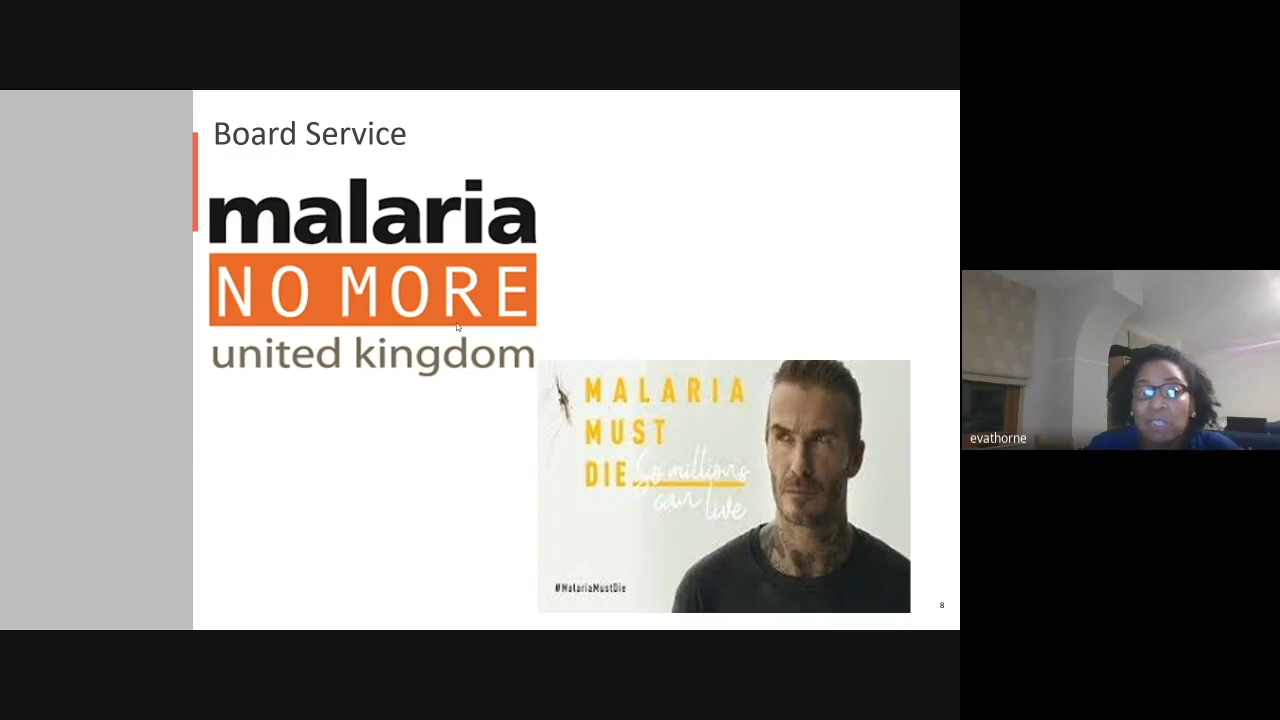 Board Service
malaria
NO MORE
united kingdom
MALARIA
MUST
DIE So millions
can live
#MalariaMustDie
8
evathorne